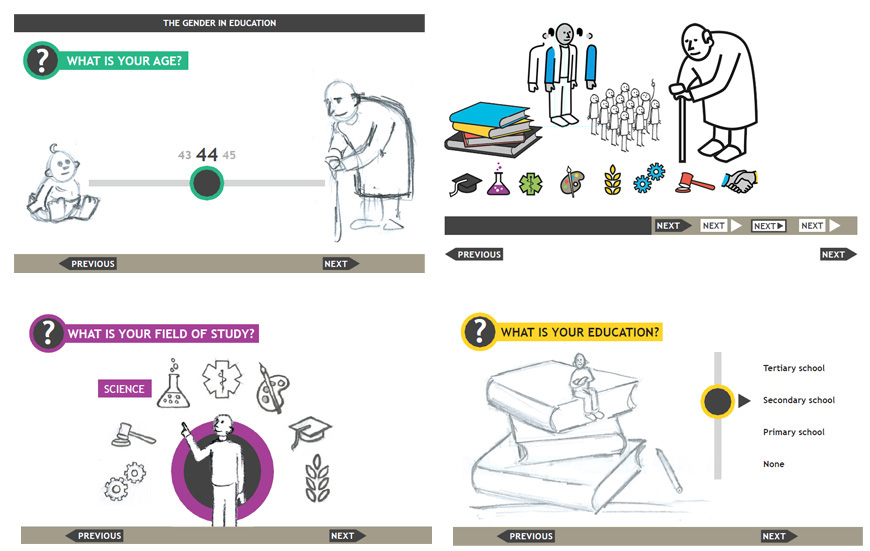 THE GENDER IN EDUCATION
? WHAT IS YOUR AGE?
43 44 45
PREVIOUS
NEXT
NEXT NEXT NEXT NEXT
PREVIOUS
NEXT
? WHAT IS YOUR FIELD OF STUDY?
SCIENCE
PREVIOUS
NEXT
? WHAT IS YOUR EDUCATION?
Tertiary school
Secondary school
Primary school
None
PREVIOUS
NEXT